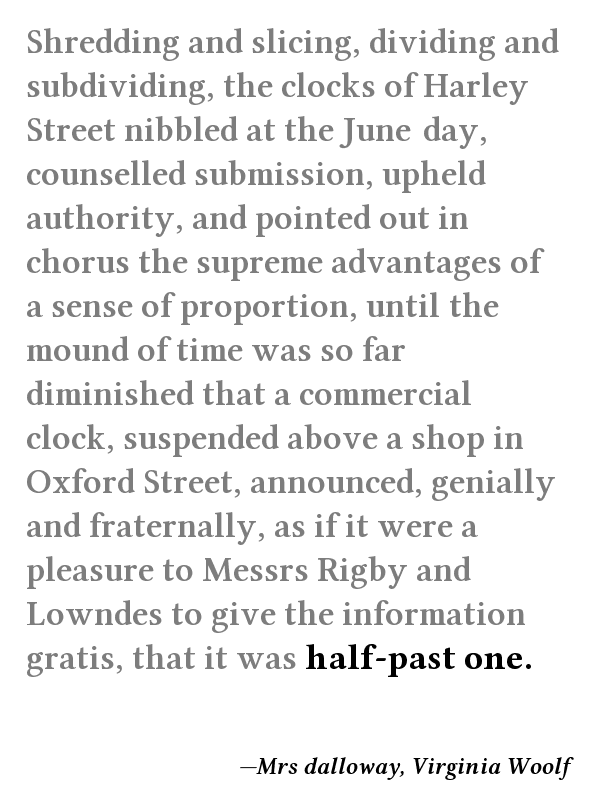 Shredding and slicing, dividing and
subdividing, the clocks of Harley
Street nibbled at the June day,
counselled submission, upheld
authority, and pointed out in
chorus the supreme advantages of
a sense of proportion, until the
mound of time was so far
diminished that a commercial
clock, suspended above a shop in
Oxford Street, announced, genially
and fraternally, as if it were a
pleasure to Messrs Rigby and
Lowndes to give the information
gratis, that it was half-past one.
—Mrs dalloway, Virginia Woolf